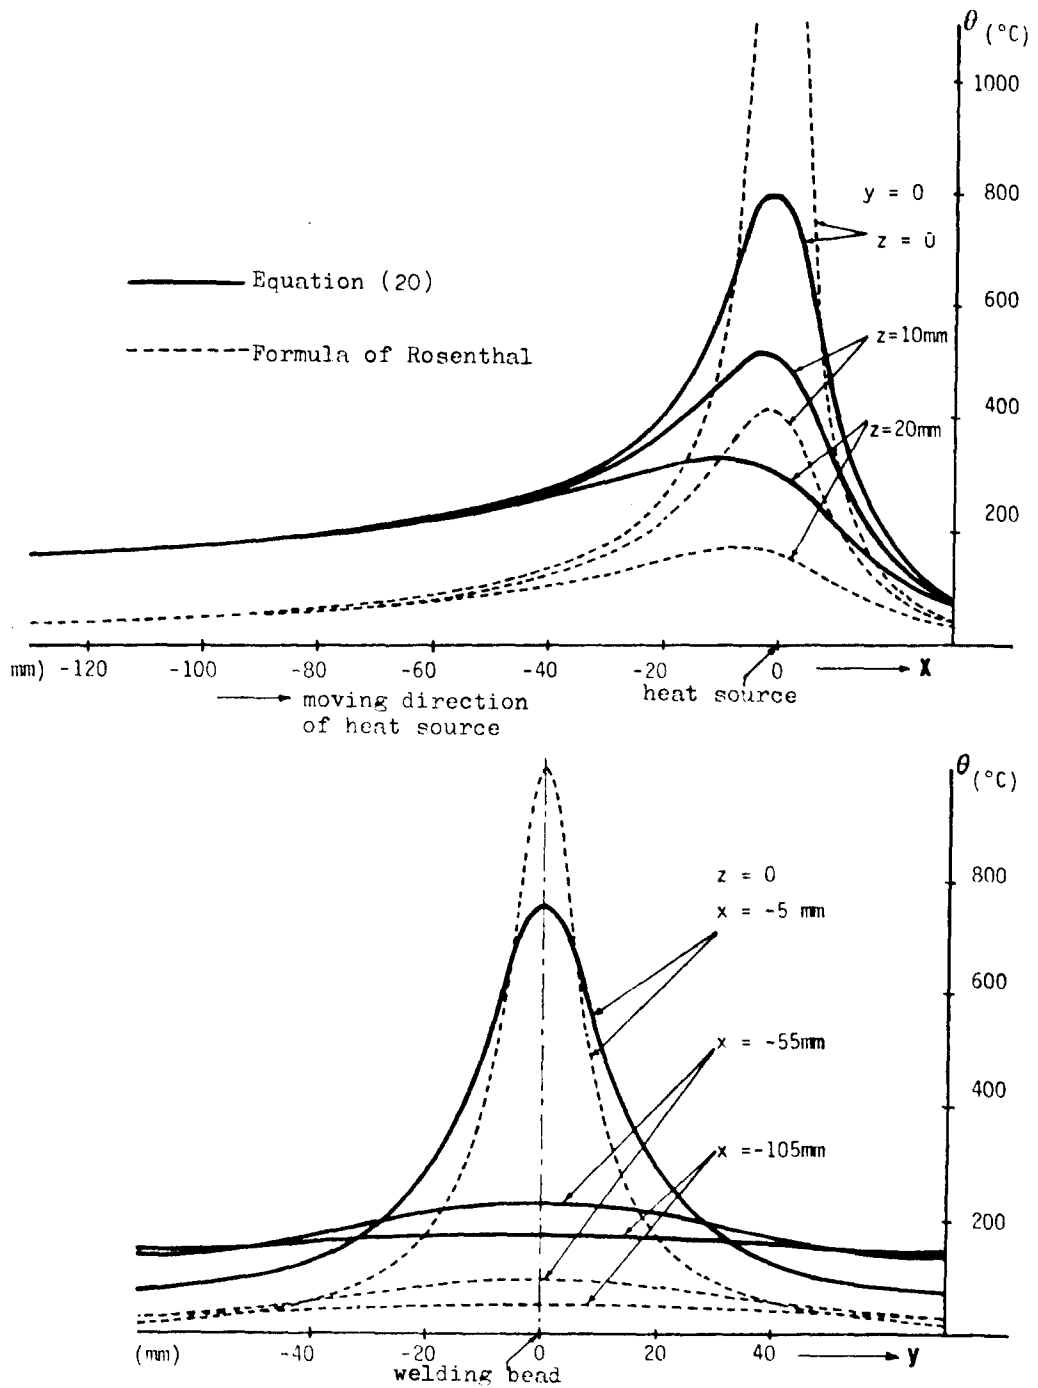 θ (°C)
1000
y = 0
800
z = 0
Equation (20)
600
z=10mm
Formula of Rosenthal
400
z=20mm
200
mm) -120 -100 -80 -60 -40 -20 0 x
heat source
moving direction
of heat source
θ (°C)
z = 0
800
x = -5 mm
600
x = -55mm
400
x =-105mm
200
(mm) -40 -20 0 20 40 y
welding bead